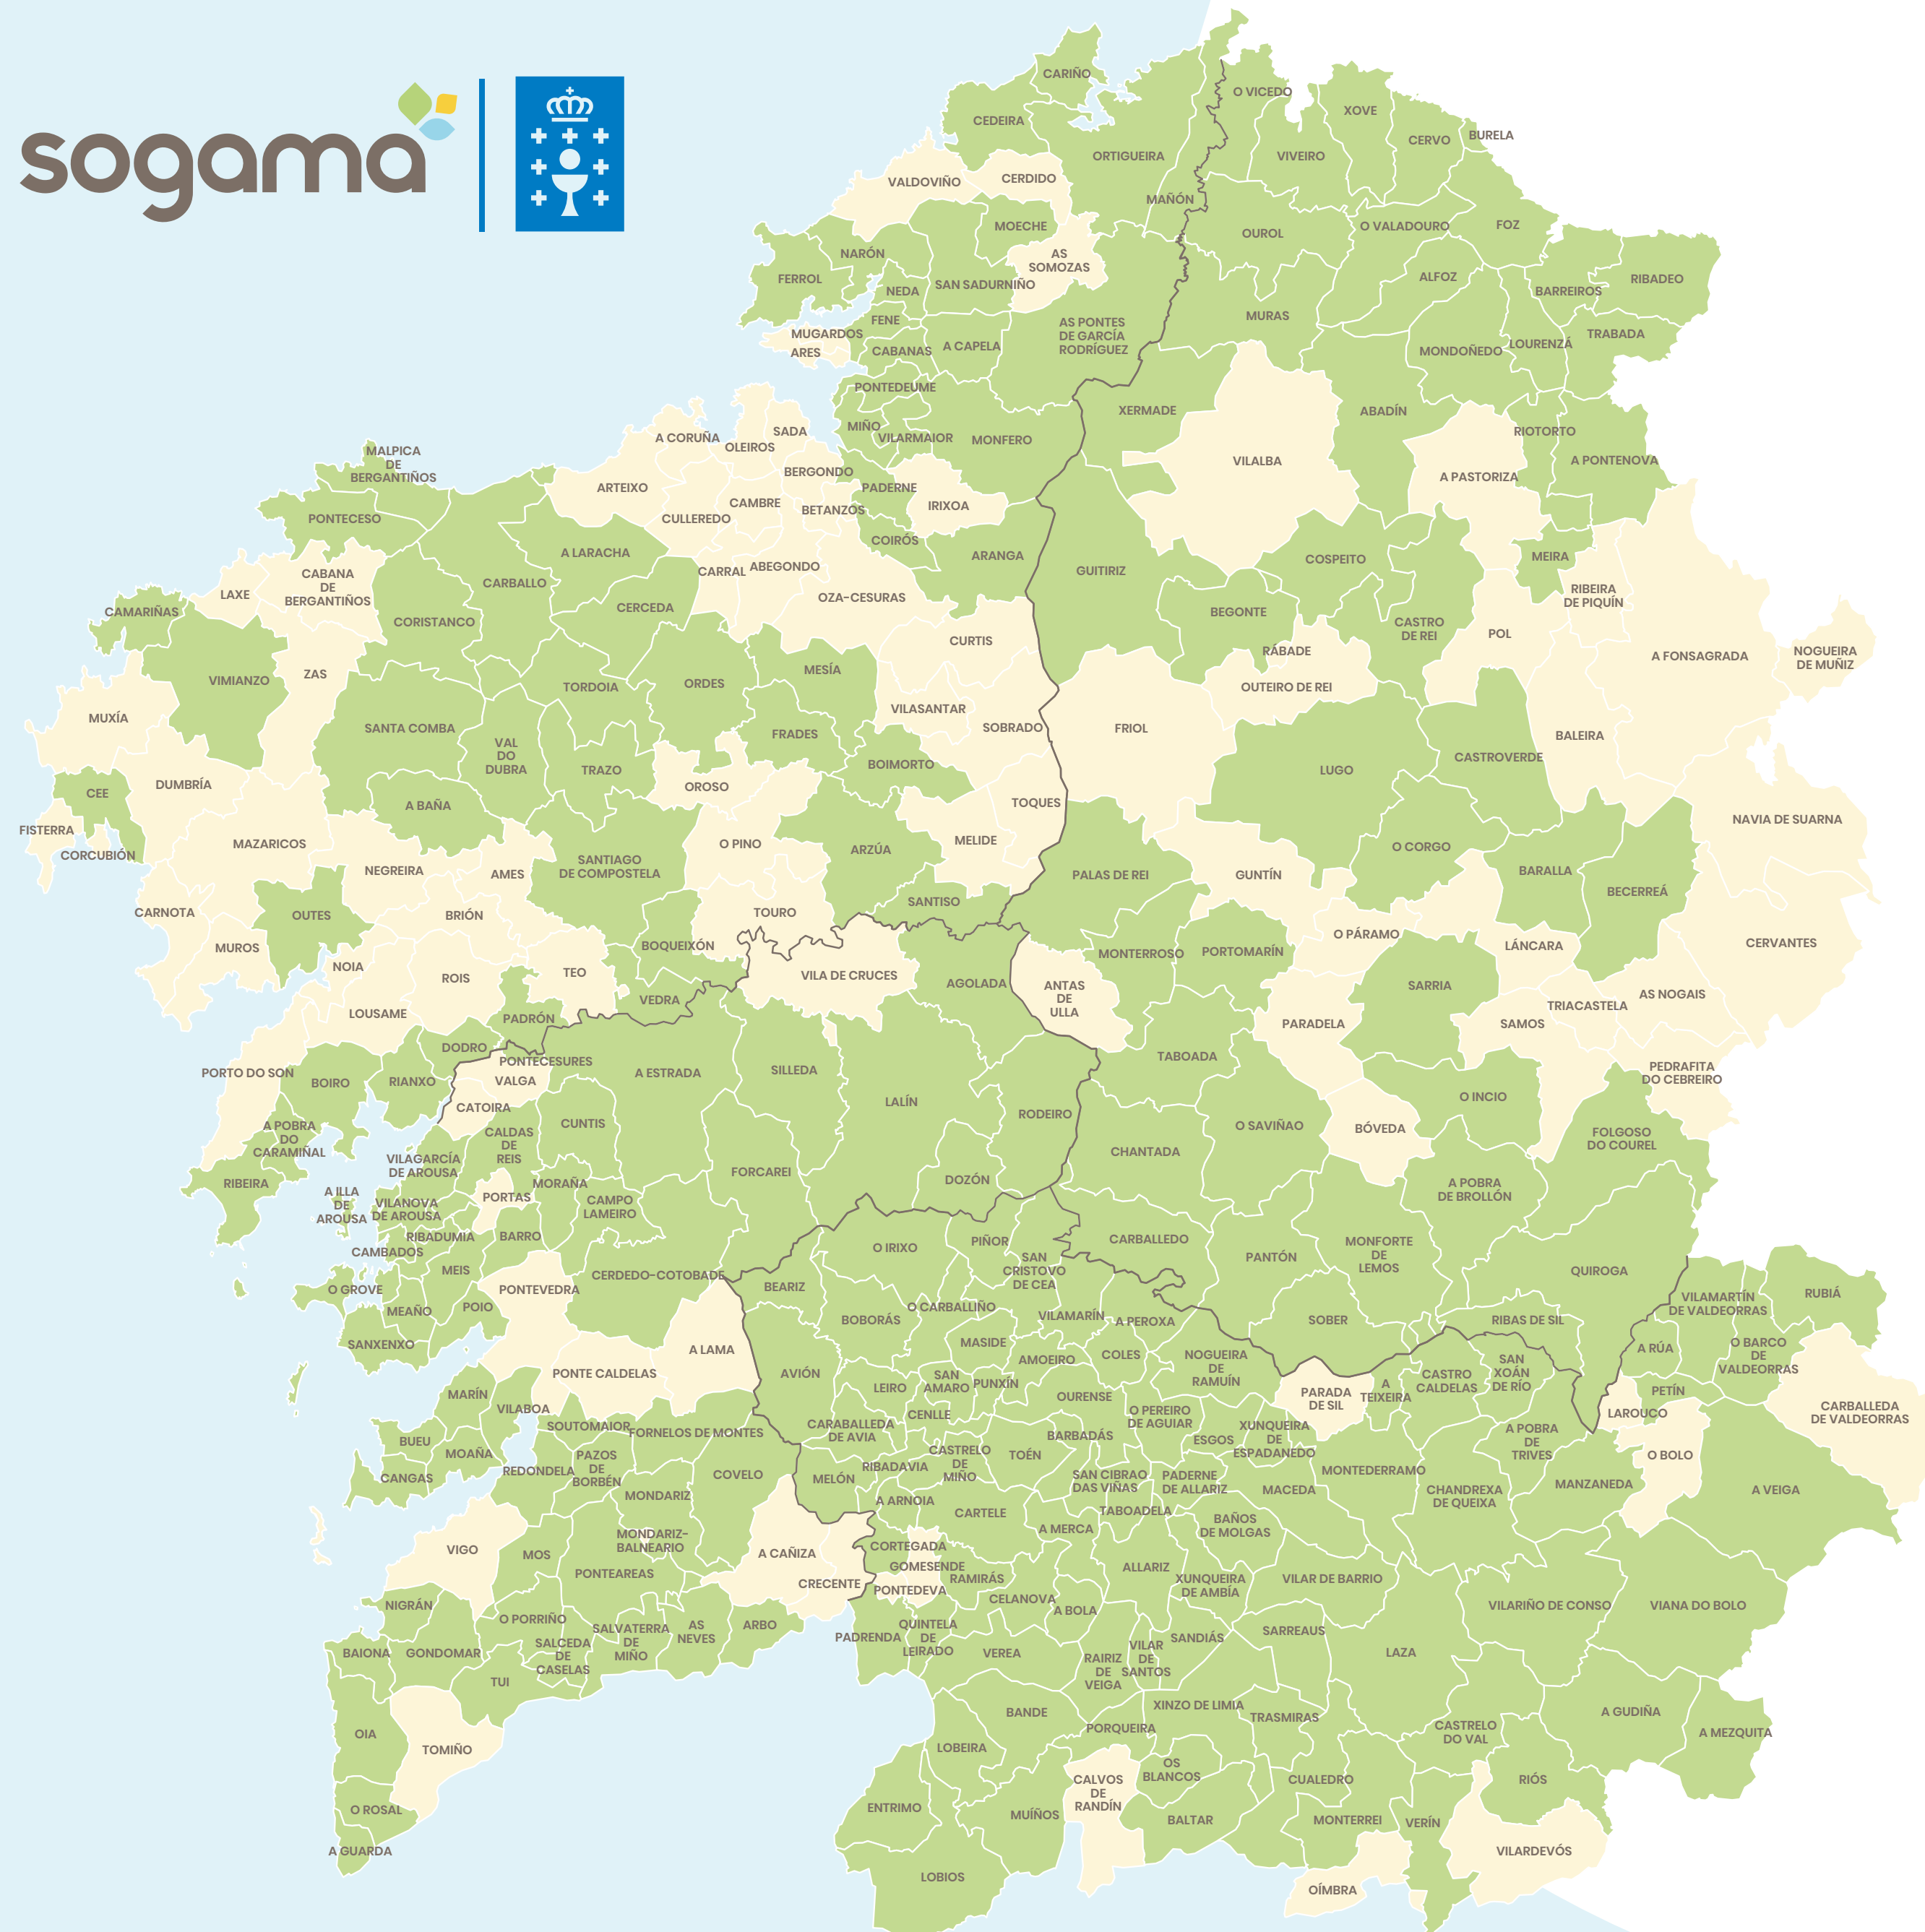 sogama
CARIÑO
O VICEDO
XOVE
CEDEIRA
CERVO
BURELA
ORTIGUEIRA
VIVEIRO
VALDOVIÑO
CERDIDO
MAÑÓN
MOECHE
OUROL
O VALADOURO
FOZ
NARÓN
AS
SOMOZAS
FERROL
NEDA
SAN SADURNIÑO
ALFOZ
BARREIROS
RIBADEO
MURAS
FENE
MUGARDOS
ARES
CABANAS
A CAPELA
AS PONTES
DE GARCÍA
RODRÍGUEZ
MONDOÑEDO
LOURENZÁ
TRABADA
PONTEDEUME
XERMADE
ABADÍN
MIÑO
VILARMAIOR
MONFERO
RIOTORTO
A CORUÑA
OLEIROS
SADA
VILALBA
A PASTORIZA
A PONTENOVA
MALPICA
DE
BERGANTIÑOS
BERGONDO
ARTEIXO
PADERNE
IRIXOA
CAMBRE
BETANZOS
CULLEREDO
PONTECESO
COIRÓS
ARANGA
A LARACHA
CARRAL
ABEGONDO
GUITIRIZ
COSPEITO
MEIRA
CABANA
DE
BERGANTIÑOS
LAXE
CARBALLO
OZA-CESURAS
RIBEIRA
DE PIQUÍN
CAMARIÑAS
CERCEDA
CORISTANCO
BEGONTE
CASTRO
DE REI
POL
CURTIS
RÁBADE
A FONSAGRADA
NOGUEIRA
DE MUÑIZ
VIMIANZO
ZAS
TORDOIA
ORDES
MESÍA
OUTEIRO DE REI
MUXÍA
SANTA COMBA
VILASANTAR
SOBRADO
FRIOL
VAL
DO
DUBRA
FRADES
BALEIRA
CASTROVERDE
TRAZO
BOIMORTO
LUGO
CEE
DUMBRÍA
OROSO
A BAÑA
TOQUES
FISTERRA
CORCUBIÓN
MAZARICOS
O PINO
MELIDE
ARZÚA
O CORGO
NAVIA DE SUARNA
NEGREIRA
AMES
SANTIAGO
DE COMPOSTELA
PALAS DE REI
GUNTÍN
BARALLA
BECERREÁ
CARNOTA
OUTES
BRIÓN
TOURO
SANTISO
MUROS
BOQUEIXÓN
O PÁRAMO
LÁNCARA
CERVANTES
NOIA
ROIS
TEO
VILA DE CRUCES
AGOLADA
MONTERROSO
PORTOMARÍN
ANTAS
DE
ULLA
SARRIA
AS NOGAIS
TRIACASTELA
VEDRA
LOUSAME
PADRÓN
PARADELA
SAMOS
DODRO
PONTECESURES
TABOADA
PORTO DO SON
BOIRO
RIANXO
VALGA
A ESTRADA
SILLEDA
PEDRAFITA
DO CEBREIRO
CATOIRA
LALÍN
RODEIRO
O INCIO
A POBRA
DO
CARAMIÑAL
CUNTIS
CALDAS
DE
REIS
O SAVIÑAO
BÓVEDA
FOLGOSO
DO COUREL
VILAGARCÍA
DE AROUSA
FORCAREI
CHANTADA
RIBEIRA
MORAÑA
DOZÓN
A POBRA
DE BROLLÓN
A ILLA
DE
AROUSA
VILANOVA
DE AROUSA
PORTAS
CAMPO
LAMEIRO
RIBADUMIA
BARRO
CAMBADOS
O IRIXO
PIÑOR
CARBALLEDO
MONFORTE
DE
LEMOS
PANTÓN
SAN
CRISTOVO
DE CEA
MEIS
CERDEDO-COTOBADE
BEARIZ
QUIROGA
O GROVE
PONTEVEDRA
MEAÑO
POIO
O CARBALLIÑO
VILAMARÍN
A PEROXA
SOBER
RIBAS DE SIL
VILAMARTÍN
DE VALDEORRAS
RUBIÁ
BOBORÁS
SANXENXO
A LAMA
MASIDE
AMOEIRO
COLES
A RÚA
O BARCO
DE
VALDEORRAS
PONTE CALDELAS
AVIÓN
NOGUEIRA
DE
RAMUÍN
SAN
XOÁN
DE RÍO
CASTRO
CALDELAS
LEIRO
SAN
AMARO
PUNXÍN
MARÍN
OURENSE
PARADA
DE SIL
A
TEIXEIRA
PETÍN
VILABOA
CENLLE
O PEREIRO
DE AGUIAR
LAROUCO
CARBALLEDA
DE VALDEORRAS
SOUTOMAIOR
FORNELOS DE MONTES
CARABALLEDA
DE AVIA
BUEU
MOAÑA
BARBADÁS
ESGOS
XUNQUEIRA
DE
ESPADANEDO
A POBRA
DE
TRIVES
O BOLO
PAZOS
DE
BORBÉN
CASTRELO
DE
MIÑO
TOÉN
CANGAS
REDONDELA
COVELO
MELÓN
RIBADAVIA
SAN CIBRAO
DAS VIÑAS
PADERNE
DE ALLARIZ
MONTEDERRAMO
MACEDA
CHANDREXA
DE QUEIXA
MANZANEDA
A VEIGA
MONDARIZ
A ARNOIA
CARTELE
TABOADELA
A MERCA
BAÑOS
DE MOLGAS
MONDARIZ-
BALNEARIO
VIGO
MOS
A CAÑIZA
CORTEGADA
GOMESENDE
PONTEAREAS
CRECENTE
PONTEDEVA
RAMIRÁS
ALLARIZ
XUNQUEIRA
DE AMBÍA
VILAR DE BARRIO
CELANOVA
A BOLA
NIGRÁN
VILARIÑO DE CONSO
VIANA DO BOLO
O PORRIÑO
SALVATERRA
DE
MIÑO
AS
NEVES
ARBO
PADRENDA
QUINTELA
DE
LEIRADO
SANDIÁS
SARREAUS
BAIONA
GONDOMAR
SALCEDA
DE
CASELAS
VEREA
RAIRIZ
DE
VEIGA
VILAR
DE
SANTOS
LAZA
TUI
XINZO DE LIMIA
TRASMIRAS
BANDE
A GUDIÑA
OIA
PORQUEIRA
CASTRELO
DO VAL
A MEZQUITA
TOMIÑO
LOBEIRA
OS
BLANCOS
CALVOS
DE
RANDÍN
CUALEDRO
RIÓS
O ROSAL
ENTRIMO
MUÍÑOS
BALTAR
MONTERREI
VERÍN
A GUARDA
VILARDEVÓS
LOBIOS
OÍMBRA